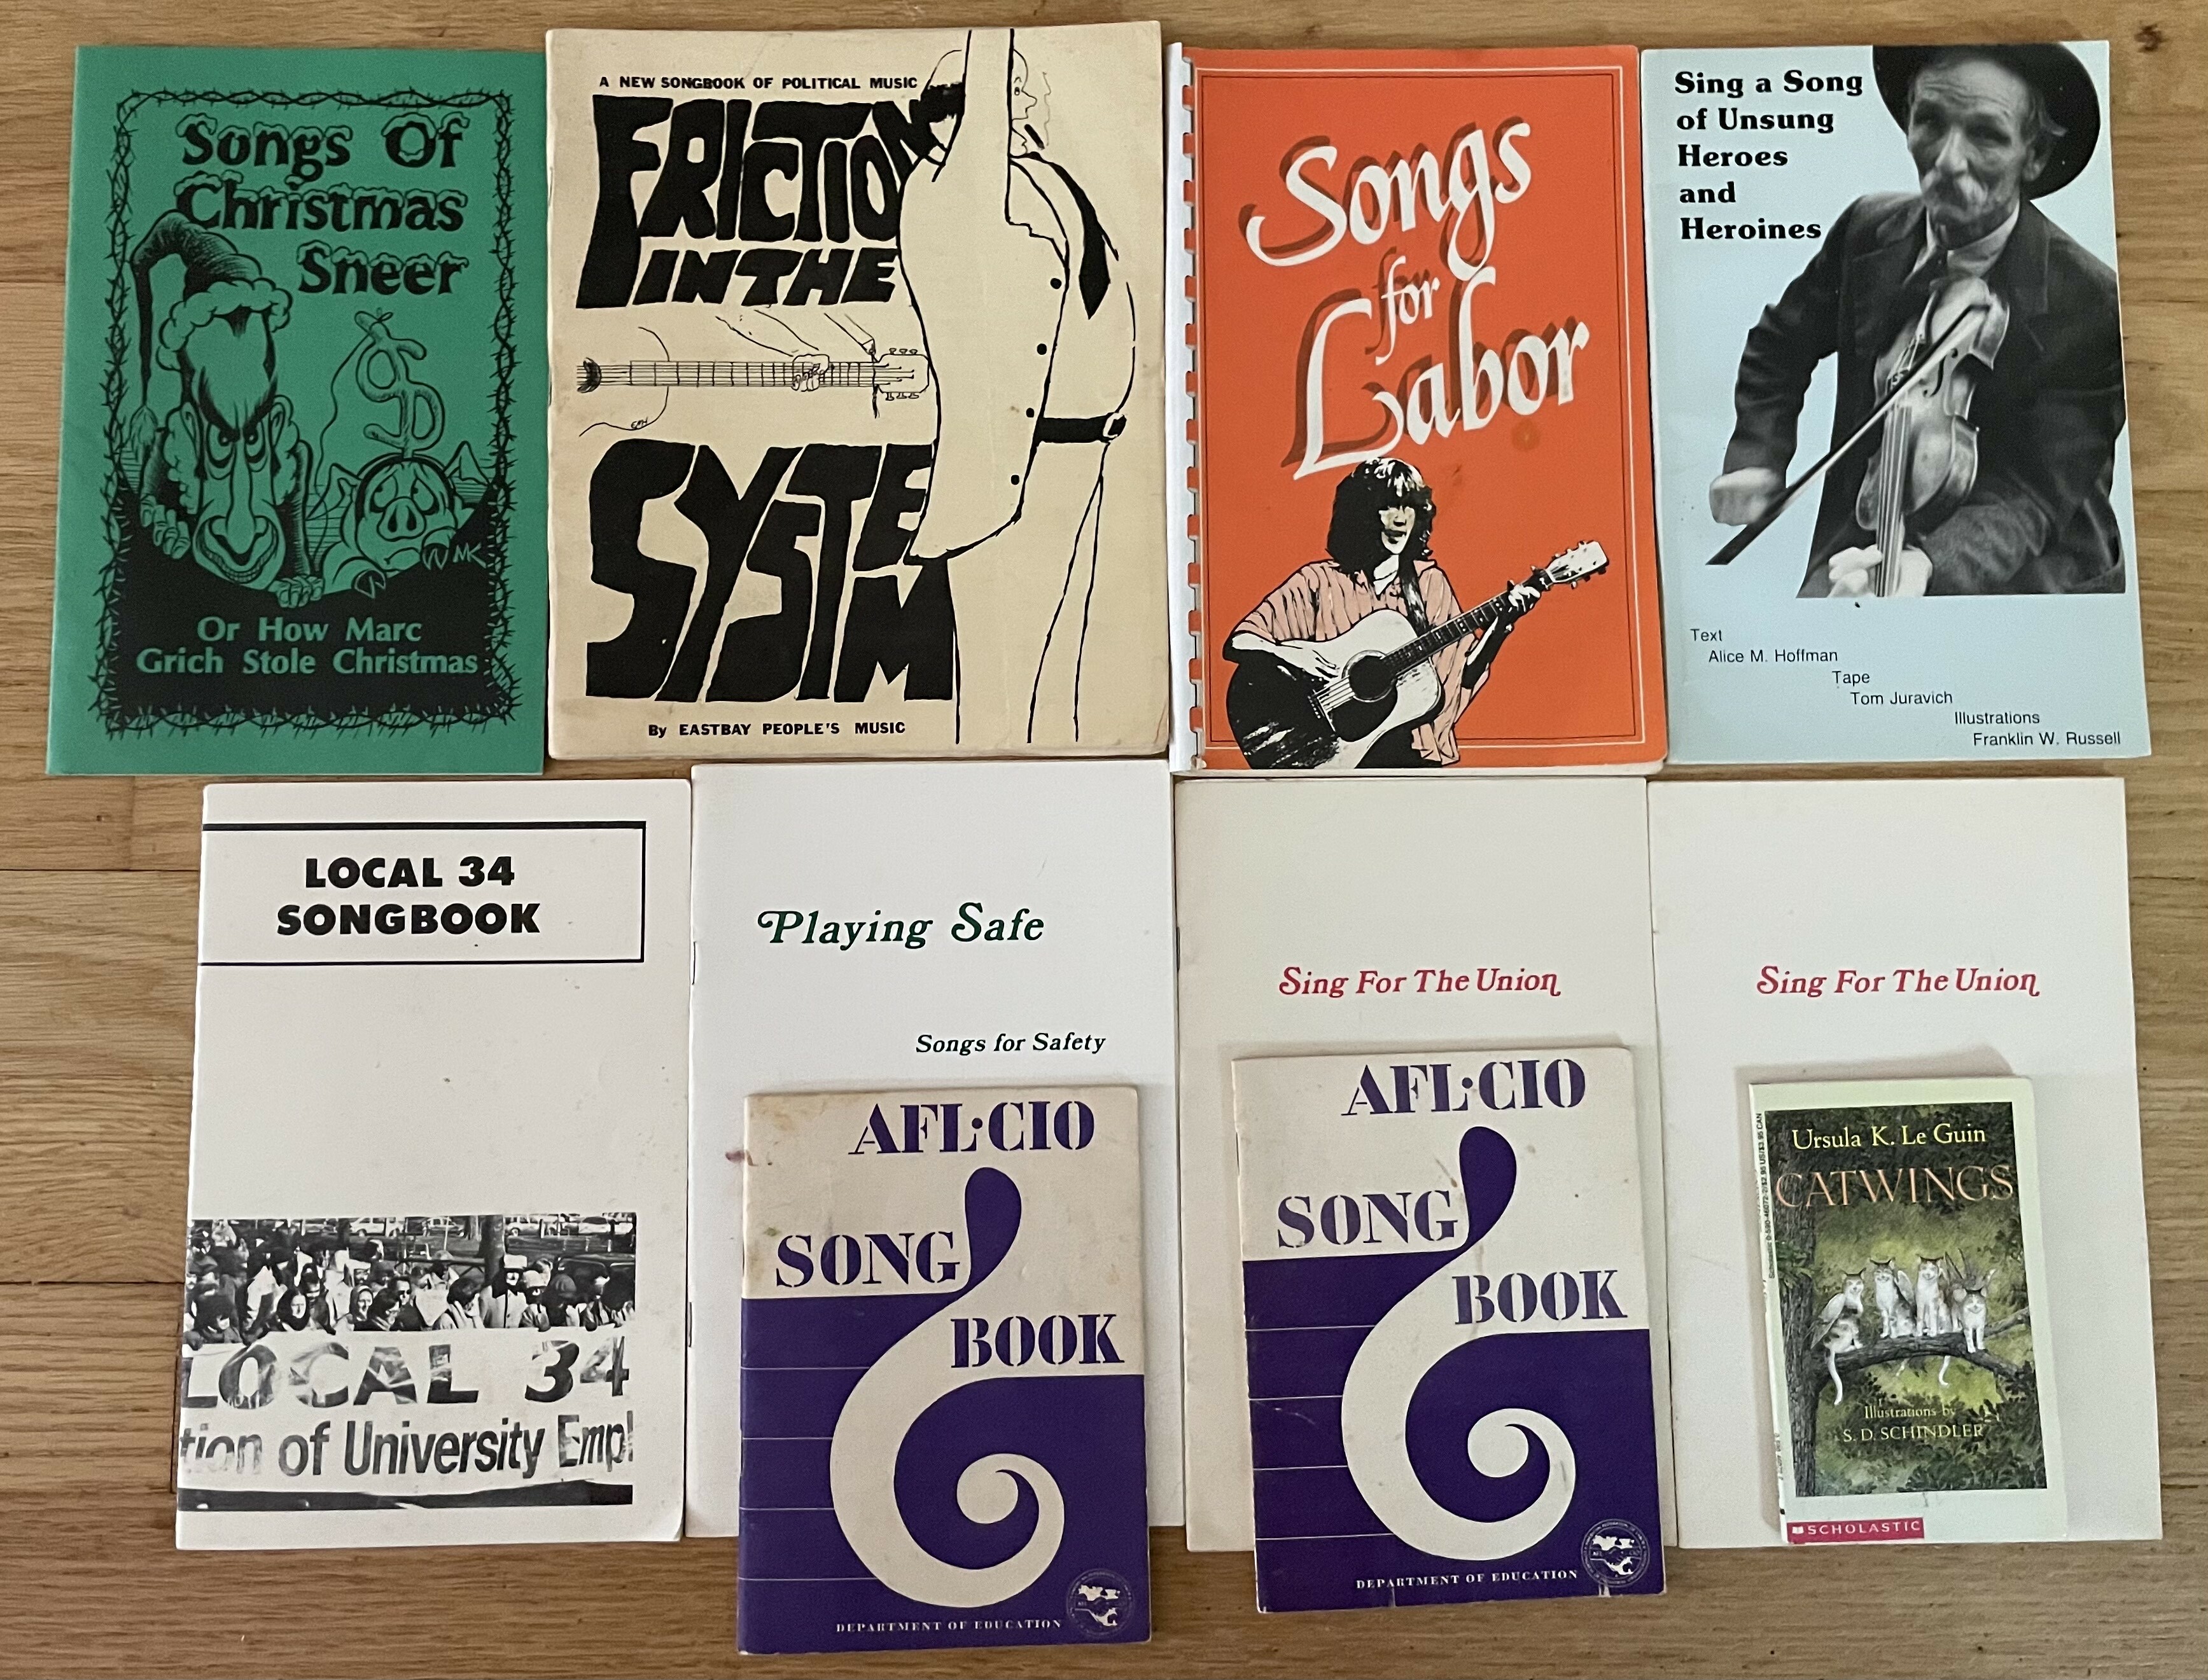 Songs Of
Christmas
Sneer
MK
Or How Marc
Grich Stole Christmas
A NEW SONGBOOK OF POLITICAL MUSIC
FRICTION
IN THE
SYSTEM
By EASTBAY PEOPLE'S MUSIC
Songs
for
Labor
Sing a Song
of Unsung
Heroes
and
Heroines
Text
Alice M. Hoffman
Tape
Tom Juravich
Illustrations
Franklin W. Russell
LOCAL 34
SONGBOOK
LOCAL 34
tion of University Empl
Playing Safe
Songs for Safety
AFL·CIO
SONG
BOOK
DEPARTMENT OF EDUCATION
Sing For The Union
AFL·CIO
SONG
BOOK
DEPARTMENT OF EDUCATION
Sing For The Union
Ursula K. Le Guin
CATWINGS
Illustrations by
S. D. SCHINDLER
SCHOLASTIC